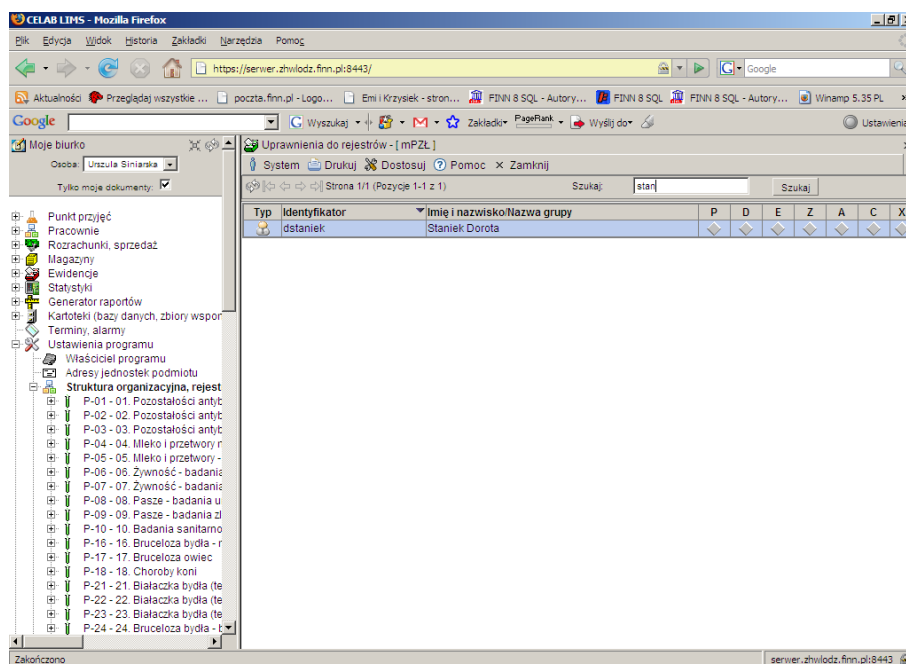 CELAB LIMS - Mozilla Firefox
Plik Edycja Widok Historia Zakładki Narzędzia Pomoc
https://serwer.zhwlodz.finn.pl:8443/
Google
Aktualności Przeglądaj wszystkie ... poczta.finn.pl - Logo... Emi i Krzysiek - stron... FINN 8 SQL - Autory... FINN 8 SQL FINN 8 SQL - Autory... Winamp 5.35 PL
Google Wyszukaj Zakładki PageRank Wyślij do Ustawienia
Moje biurko
Osoba: Urszula Siniarska
Tylko moje dokumenty:
Punkt przyjęć
Pracownie
Rozrachunki, sprzedaż
Magazyny
Ewidencje
Statystyki
Generator raportów
Kartoteki (bazy danych, zbiory wspor
Terminy, alarmy
Ustawienia programu
Właściciel programu
Adresy jednostek podmiotu
Struktura organizacyjna, rejest
P-01 - 01. Pozostałości antyb
P-02 - 02. Pozostałości antyb
P-03 - 03. Pozostałości antyb
P-04 - 04. Mleko i przetwory r
P-05 - 05. Mleko i przetwory -
P-06 - 06. Żywność - badania
P-07 - 07. Żywność - badania
P-08 - 08. Pasze - badania u
P-09 - 09. Pasze - badania zl
P-10 - 10. Badania sanitarno
P-16 - 16. Bruceloza bydła - r
P-17 - 17. Bruceloza owiec
P-18 - 18. Choroby koni
P-21 - 21. Białaczka bydła (te
P-22 - 22. Białaczka bydła (te
P-23 - 23. Białaczka bydła (te
P-24 - 24. Bruceloza bydła - b
Uprawnienia do rejestrów - [ mPZŁ ]
System Drukuj Dostosuj Pomoc Zamknij
Strona 1/1 (Pozycje 1-1 z 1) Szukaj: stan Szukaj
Typ Identyfikator Imię i nazwisko/Nazwa grupy P D E Z A C X
dstaniek Staniek Dorota
Zakończono serwer.zhwlodz.finn.pl:8443